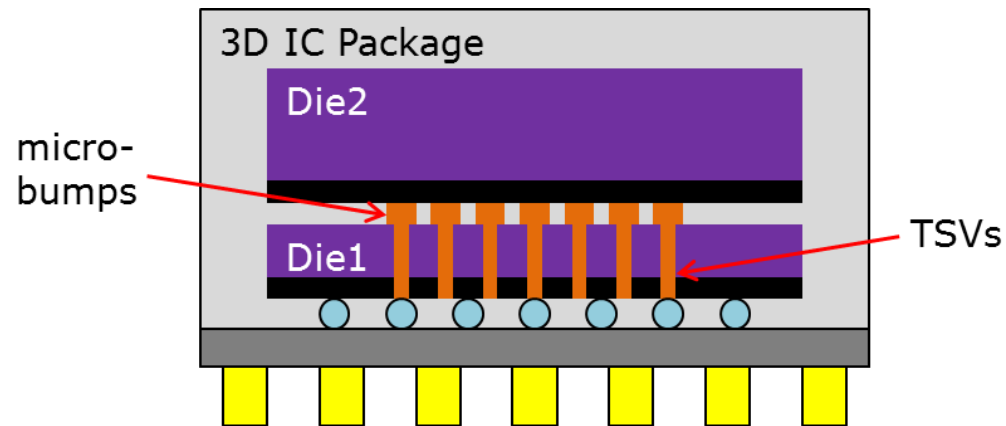 3D IC Package
Die2
micro-
bumps
TSVs
Die1